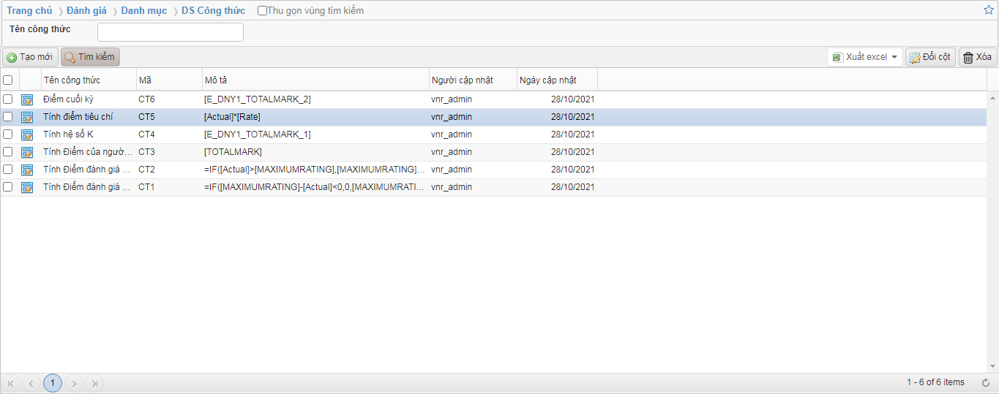 Trang chủ Đánh giá Danh mục DS Công thức Thu gọn vùng tìm kiếm
Tên công thức
Tạo mới Tìm kiếm Xuất excel Đổi cột Xóa
Tên công thức Mã Mô tả Người cập nhật Ngày cập nhật
Điểm cuối kỳ CT6 [E_DNY1_TOTALMARK_2] vnr_admin 28/10/2021
Tính điểm tiêu chí CT5 [Actual]*[Rate] vnr_admin 28/10/2021
Tính hệ số K CT4 [E_DNY1_TOTALMARK_1] vnr_admin 28/10/2021
Tính Điểm của ngườ... CT3 [TOTALMARK] vnr_admin 28/10/2021
Tính Điểm đánh giá ... CT2 =IF([Actual]>[MAXIMUMRATING],[MAXIMUMRATING]... vnr_admin 28/10/2021
Tính Điểm đánh giá ... CT1 =IF([MAXIMUMRATING]-[Actual]<0,0,[MAXIMUMRATI... vnr_admin 28/10/2021
1 1 - 6 of 6 items